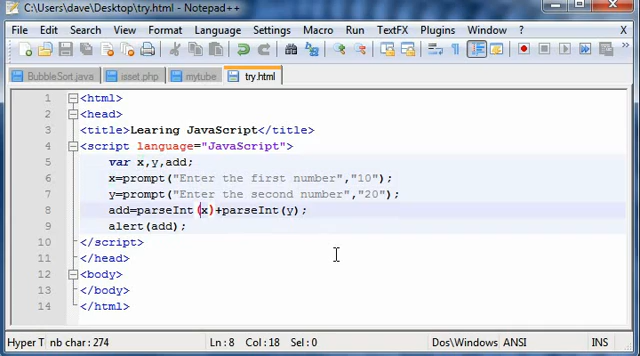 C:\Users\dave\Desktop\try.html - Notepad++
File Edit Search View Format Language Settings Macro Run TextFX Plugins Window ? X
BubbleSort.java isset.php mytube try.html
1 <html>
2 <head>
3 <title>Learing JavaScript</title>
4 <script language="JavaScript">
5 var x,y,add;
6 x=prompt("Enter the first number","10");
7 y=prompt("Enter the second number","20");
8 add=parseInt(x)+parseInt(y);
9 alert(add);
10 </script>
11 </head>
12 <body>
13 </body>
14 </html>
Hyper T nb char : 274 Ln : 8 Col : 18 Sel : 0 Dos\Windows ANSI INS